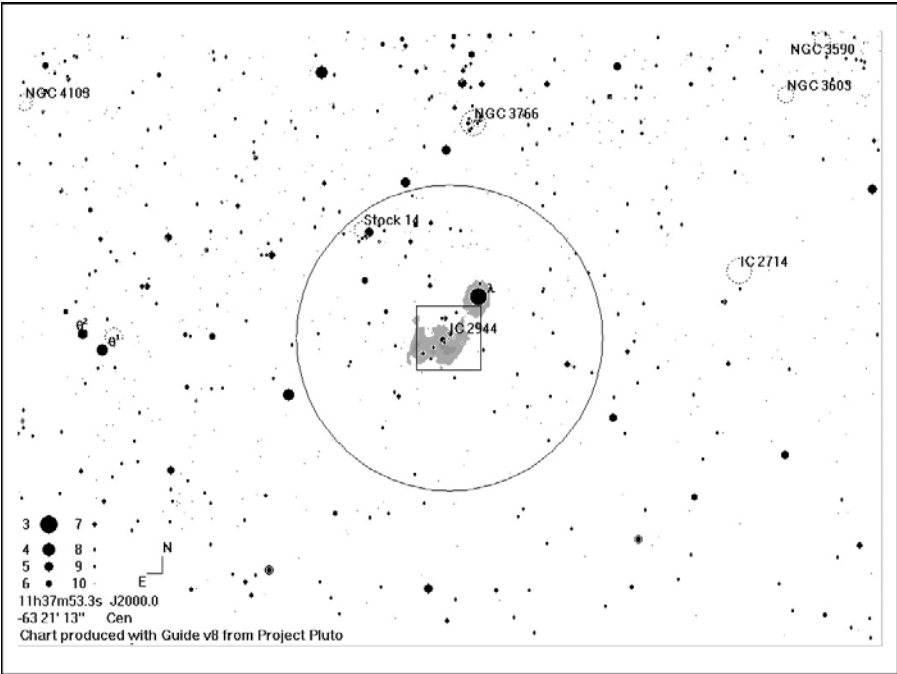 NGC 3590
NGC 4103
NGC 3603
NGC 3766
Stock 14
IC 2714
λ
IC 2944
θ2
θ1
3 7
4 8
5 9
6 10
N
E
11h37m53.3s J2000.0
-63 21' 13" Cen
Chart produced with Guide v8 from Project Pluto